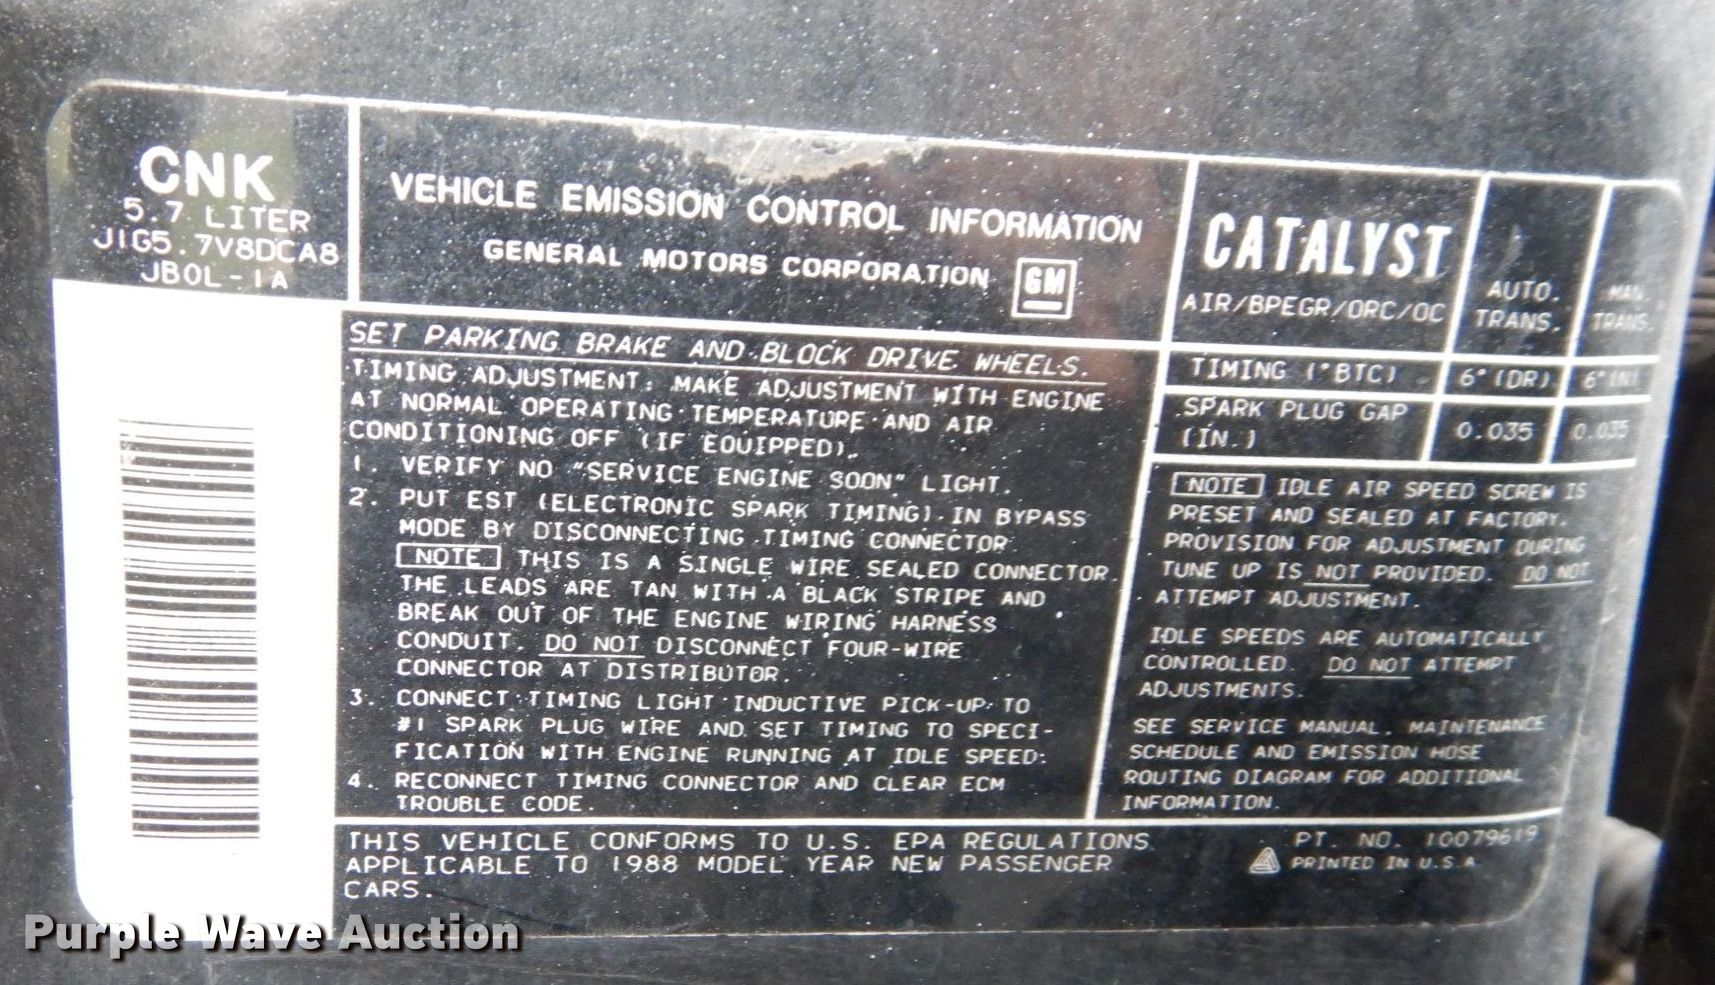 CNK
5.7 LITER
J1G5.7V8DCA8
JB0L-1A
VEHICLE EMISSION CONTROL INFORMATION
GENERAL MOTORS CORPORATION GM
CATALYST
AIR/BPEGR/ORC/OC
AUTO.
TRANS.
MAN.
TRANS.
TIMING (°BTC) 6°(DR) 6°(N)
SPARK PLUG GAP
(IN.) 0.035 0.035
SET PARKING BRAKE AND BLOCK DRIVE WHEELS.
TIMING ADJUSTMENT: MAKE ADJUSTMENT WITH ENGINE
AT NORMAL OPERATING TEMPERATURE AND AIR
CONDITIONING OFF (IF EQUIPPED).
1. VERIFY NO "SERVICE ENGINE SOON" LIGHT.
2. PUT EST (ELECTRONIC SPARK TIMING) IN BYPASS
MODE BY DISCONNECTING TIMING CONNECTOR
NOTE THIS IS A SINGLE WIRE SEALED CONNECTOR.
THE LEADS ARE TAN WITH A BLACK STRIPE AND
BREAK OUT OF THE ENGINE WIRING HARNESS
CONDUIT. DO NOT DISCONNECT FOUR-WIRE
CONNECTOR AT DISTRIBUTOR.
3. CONNECT TIMING LIGHT INDUCTIVE PICK-UP TO
#1 SPARK PLUG WIRE AND SET TIMING TO SPECI-
FICATION WITH ENGINE RUNNING AT IDLE SPEED.
4. RECONNECT TIMING CONNECTOR AND CLEAR ECM
TROUBLE CODE.
NOTE IDLE AIR SPEED SCREW IS
PRESET AND SEALED AT FACTORY.
PROVISION FOR ADJUSTMENT DURING
TUNE UP IS NOT PROVIDED. DO NOT
ATTEMPT ADJUSTMENT.
IDLE SPEEDS ARE AUTOMATICALLY
CONTROLLED. DO NOT ATTEMPT
ADJUSTMENTS.
SEE SERVICE MANUAL, MAINTENANCE
SCHEDULE AND EMISSION HOSE
ROUTING DIAGRAM FOR ADDITIONAL
INFORMATION.
THIS VEHICLE CONFORMS TO U.S. EPA REGULATIONS
APPLICABLE TO 1988 MODEL YEAR NEW PASSENGER
CARS.
PT. NO. 10079619
PRINTED IN U.S.A.
Purple Wave Auction